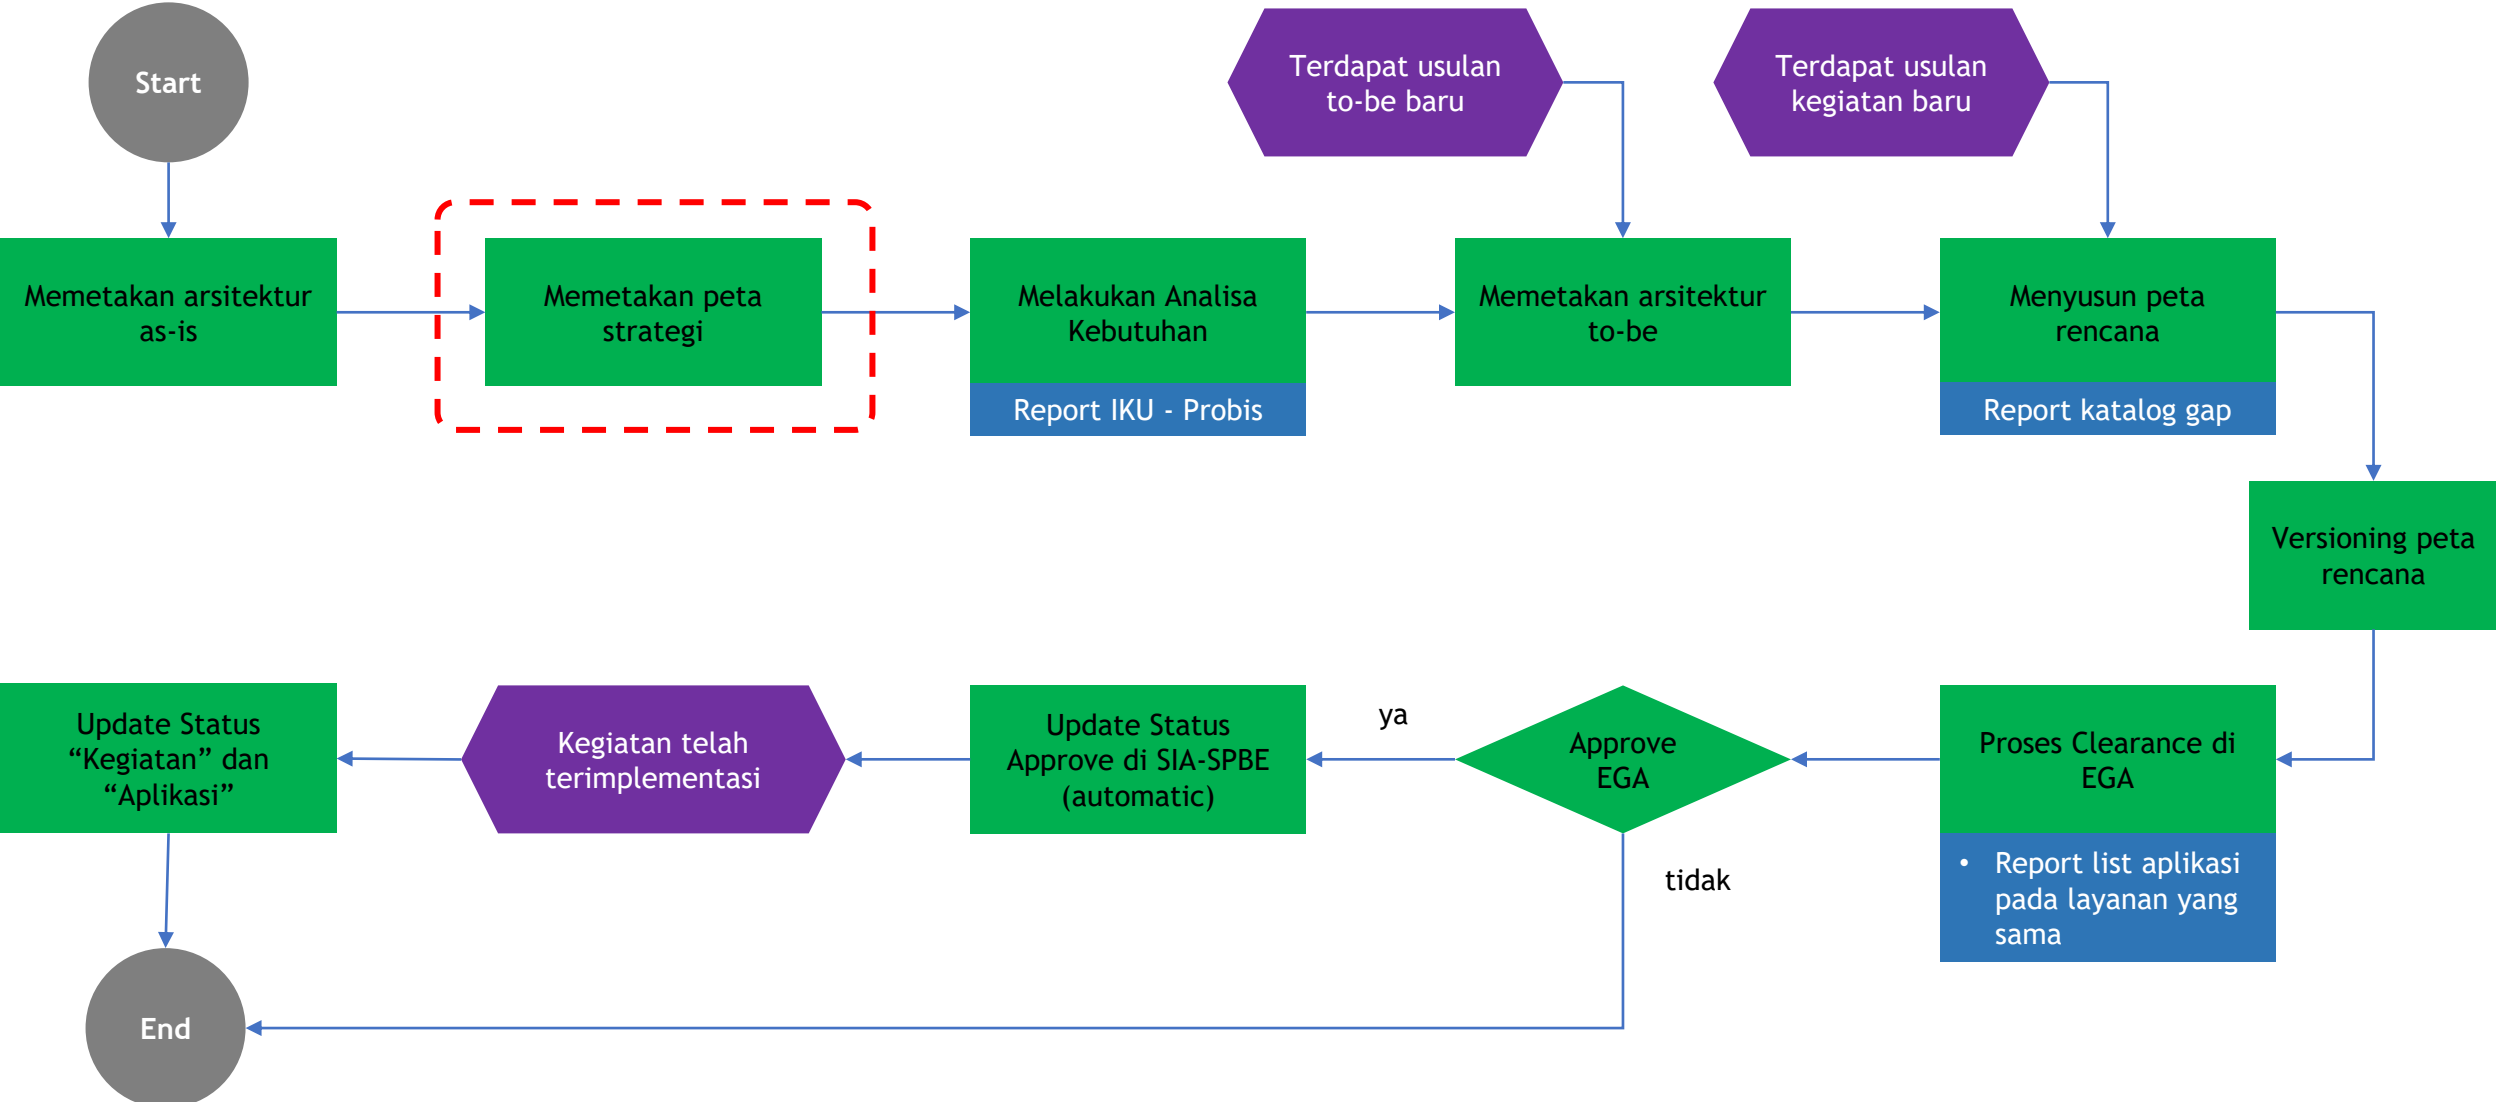 Start
Terdapat usulan
to-be baru
Terdapat usulan
kegiatan baru
Memetakan arsitektur
as-is
Memetakan peta
strategi
Melakukan Analisa
Kebutuhan
Report IKU - Probis
Memetakan arsitektur
to-be
Menyusun peta
rencana
Report katalog gap
Versioning peta
rencana
Proses Clearance di
EGA
• Report list aplikasi
pada layanan yang
sama
Approve
EGA
ya
tidak
Update Status
Approve di SIA-SPBE
(automatic)
Kegiatan telah
terimplementasi
Update Status
“Kegiatan” dan
“Aplikasi”
End